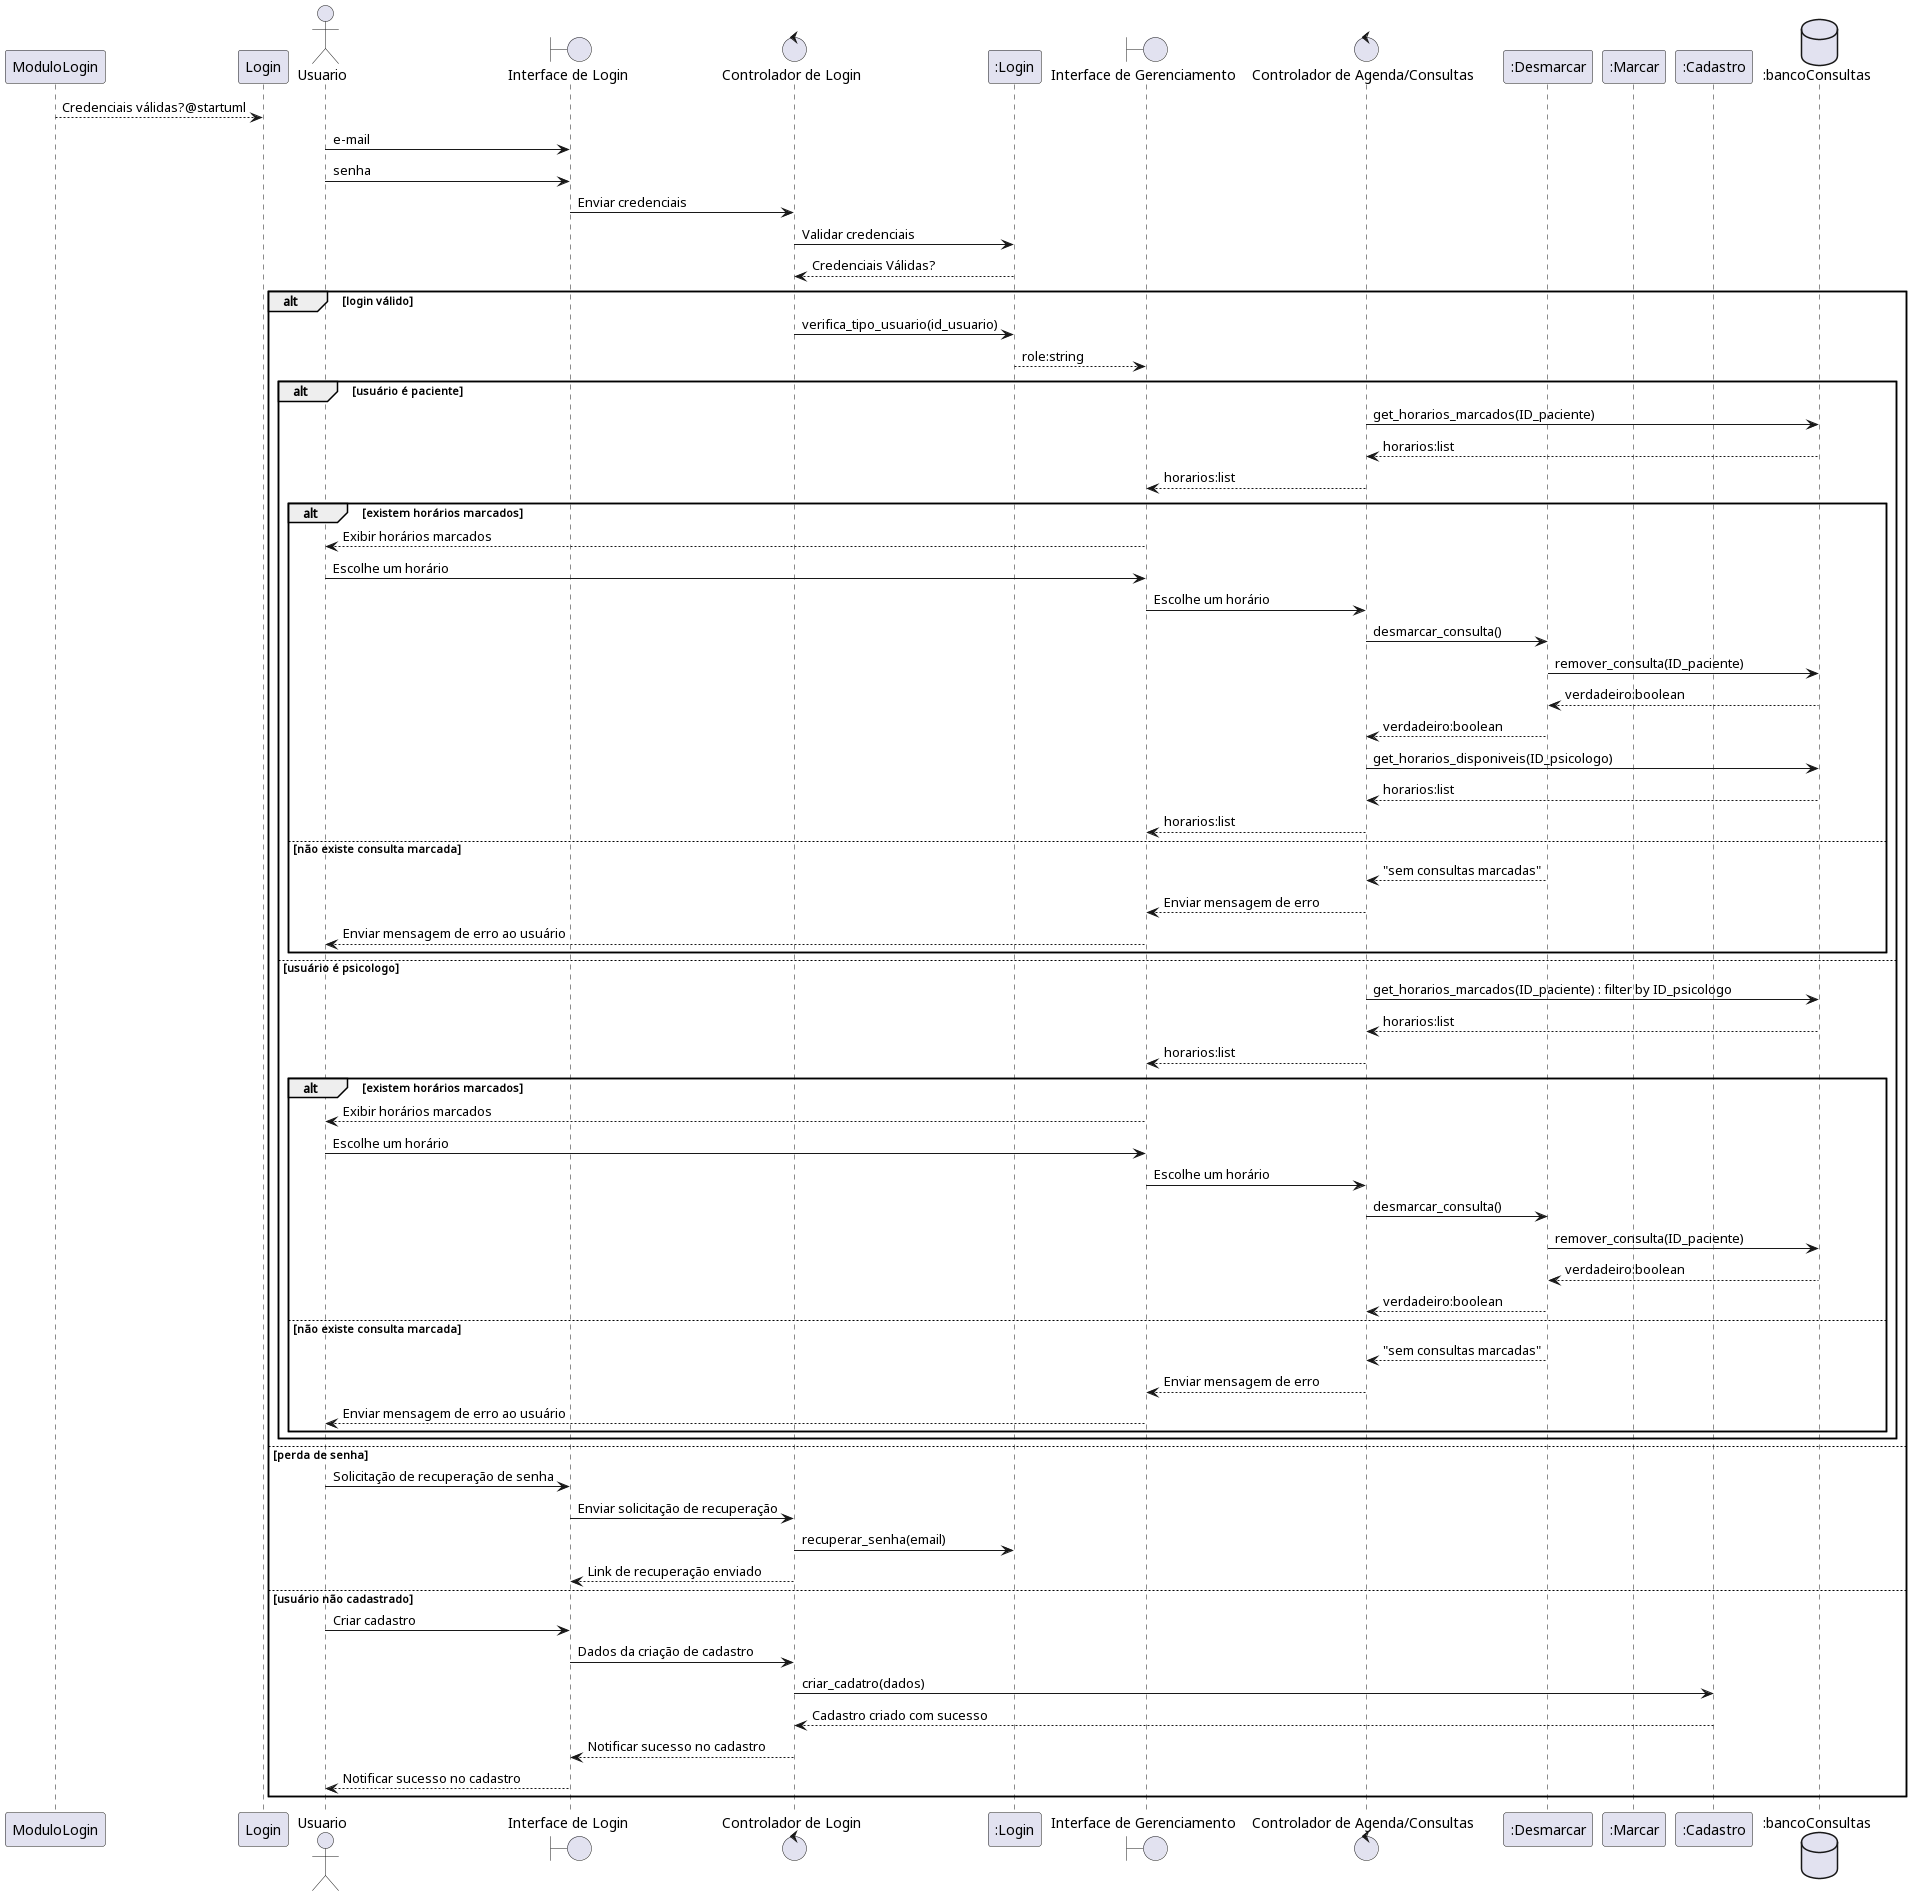 ModuloLogin
Login
Usuario
Interface de Login
Controlador de Login
:Login
Interface de Gerenciamento
Controlador de Agenda/Consultas
:Desmarcar
:Marcar
:Cadastro
:bancoConsultas
Credenciais válidas?@startuml
e-mail
senha
Enviar credenciais
Validar credenciais
Credenciais Válidas?
alt [login válido]
verifica_tipo_usuario(id_usuario)
role:string
alt [usuário é paciente]
get_horarios_marcados(ID_paciente)
horarios:list
horarios:list
alt [existem horários marcados]
Exibir horários marcados
Escolhe um horário
Escolhe um horário
desmarcar_consulta()
remover_consulta(ID_paciente)
verdadeiro:boolean
verdadeiro:boolean
get_horarios_disponiveis(ID_psicologo)
horarios:list
horarios:list
[não existe consulta marcada]
"sem consultas marcadas"
Enviar mensagem de erro
Enviar mensagem de erro ao usuário
[usuário é psicologo]
get_horarios_marcados(ID_paciente) : filter by ID_psicologo
horarios:list
horarios:list
alt [existem horários marcados]
Exibir horários marcados
Escolhe um horário
Escolhe um horário
desmarcar_consulta()
remover_consulta(ID_paciente)
verdadeiro:boolean
verdadeiro:boolean
[não existe consulta marcada]
"sem consultas marcadas"
Enviar mensagem de erro
Enviar mensagem de erro ao usuário
[perda de senha]
Solicitação de recuperação de senha
Enviar solicitação de recuperação
recuperar_senha(email)
Link de recuperação enviado
[usuário não cadastrado]
Criar cadastro
Dados da criação de cadastro
criar_cadatro(dados)
Cadastro criado com sucesso
Notificar sucesso no cadastro
Notificar sucesso no cadastro
ModuloLogin
Login
Usuario
Interface de Login
Controlador de Login
:Login
Interface de Gerenciamento
Controlador de Agenda/Consultas
:Desmarcar
:Marcar
:Cadastro
:bancoConsultas